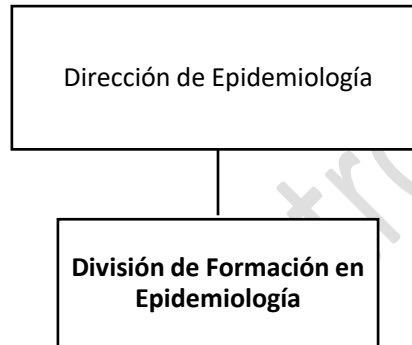 Dirección de Epidemiología
División de Formación en
Epidemiología